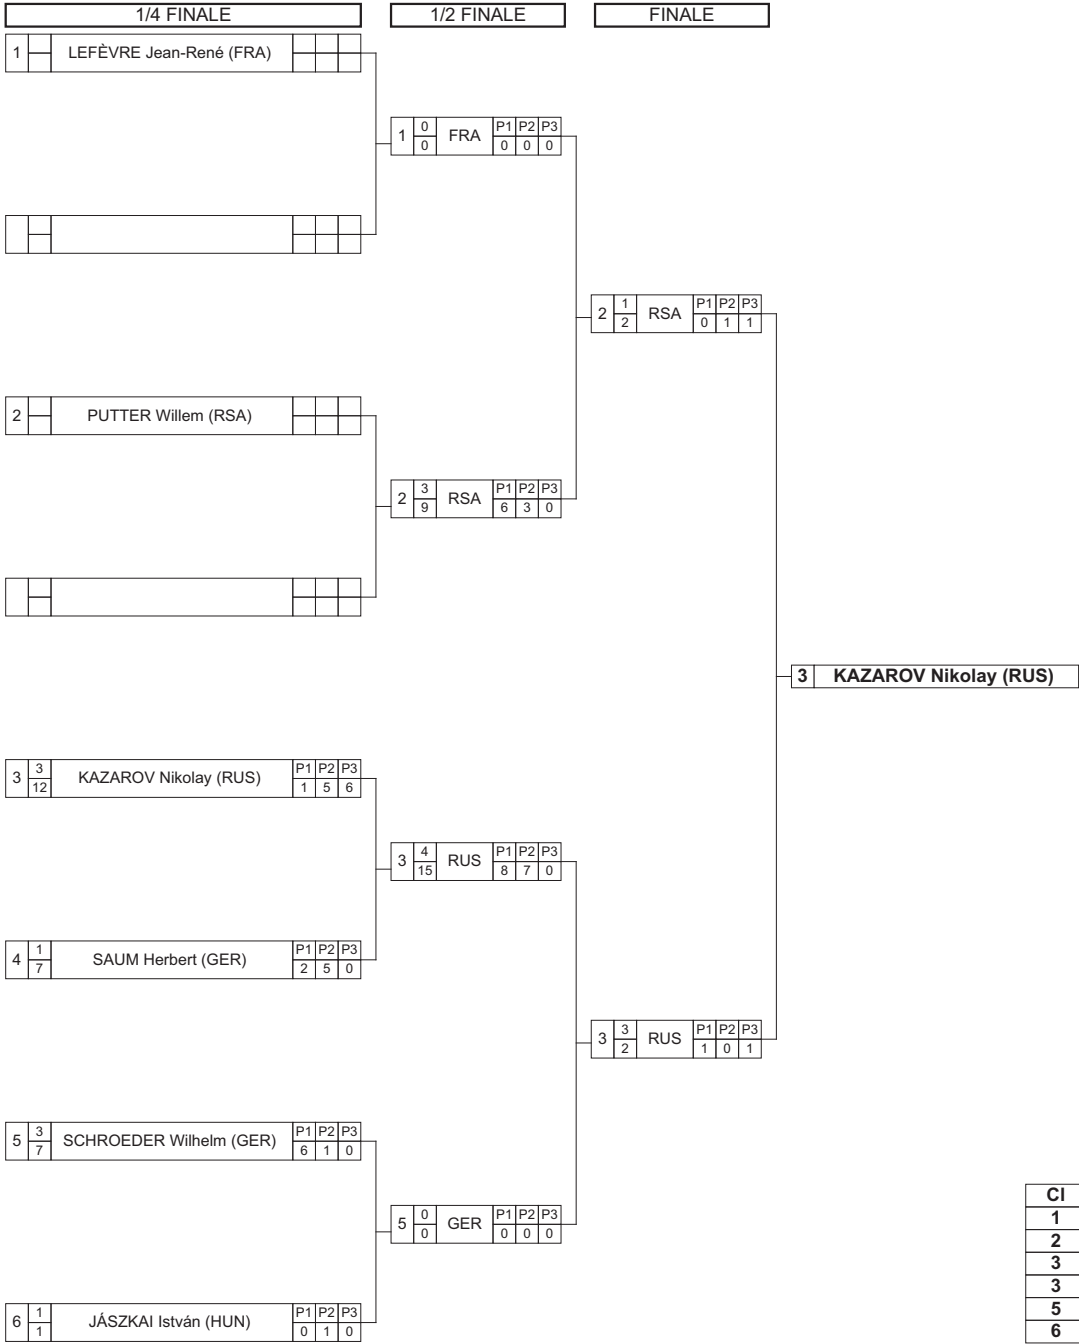 1/4 FINALE 1/2 FINALE FINALE
1 LEFÈVRE Jean-René (FRA)
1 0 0 FRA P1 P2 P3 0 0 0
2 1 2 RSA P1 P2 P3 0 1 1
2 PUTTER Willem (RSA)
2 3 9 RSA P1 P2 P3 6 3 0
3 KAZAROV Nikolay (RUS)
3 3 12 KAZAROV Nikolay (RUS) P1 P2 P3 1 5 6
3 4 15 RUS P1 P2 P3 8 7 0
4 1 7 SAUM Herbert (GER) P1 P2 P3 2 5 0
3 3 2 RUS P1 P2 P3 1 0 1
5 3 7 SCHROEDER Wilhelm (GER) P1 P2 P3 6 1 0
5 0 0 GER P1 P2 P3 0 0 0
6 1 1 JÁSZKAI István (HUN) P1 P2 P3 0 1 0
Cl
1
2
3
3
5
6